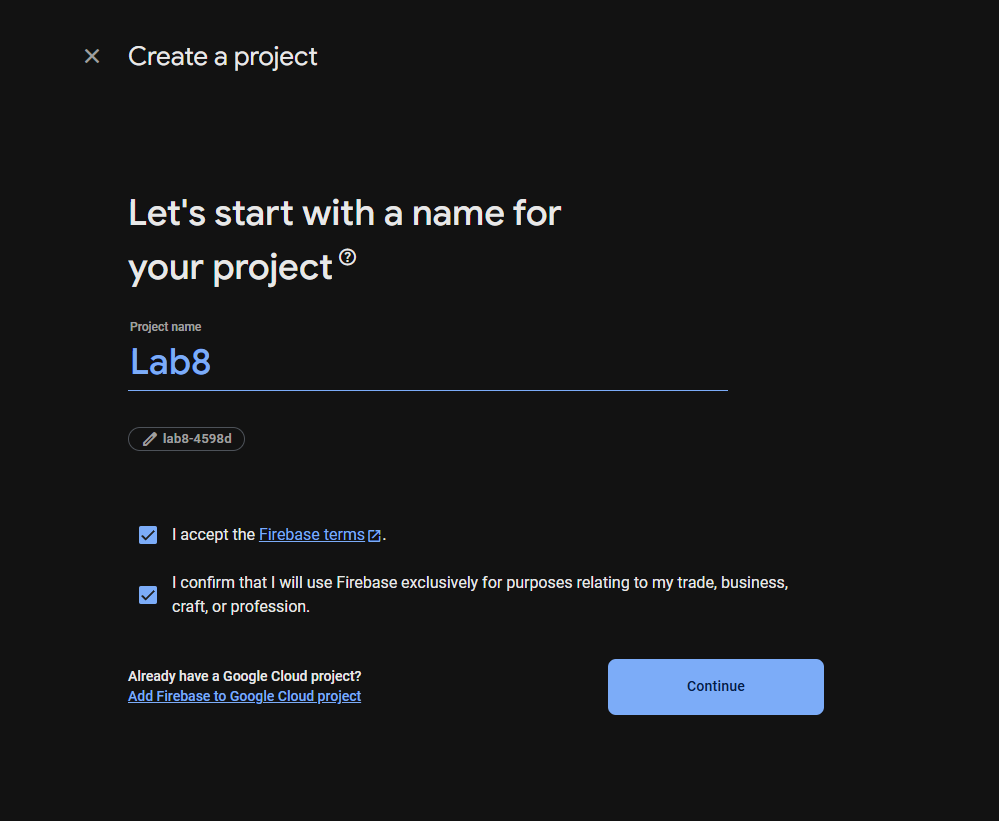 Create a project
Let's start with a name for
your project
Project name
Lab8
lab8-4598d
I accept the Firebase terms.
I confirm that I will use Firebase exclusively for purposes relating to my trade, business,
craft, or profession.
Already have a Google Cloud project?
Add Firebase to Google Cloud project
Continue